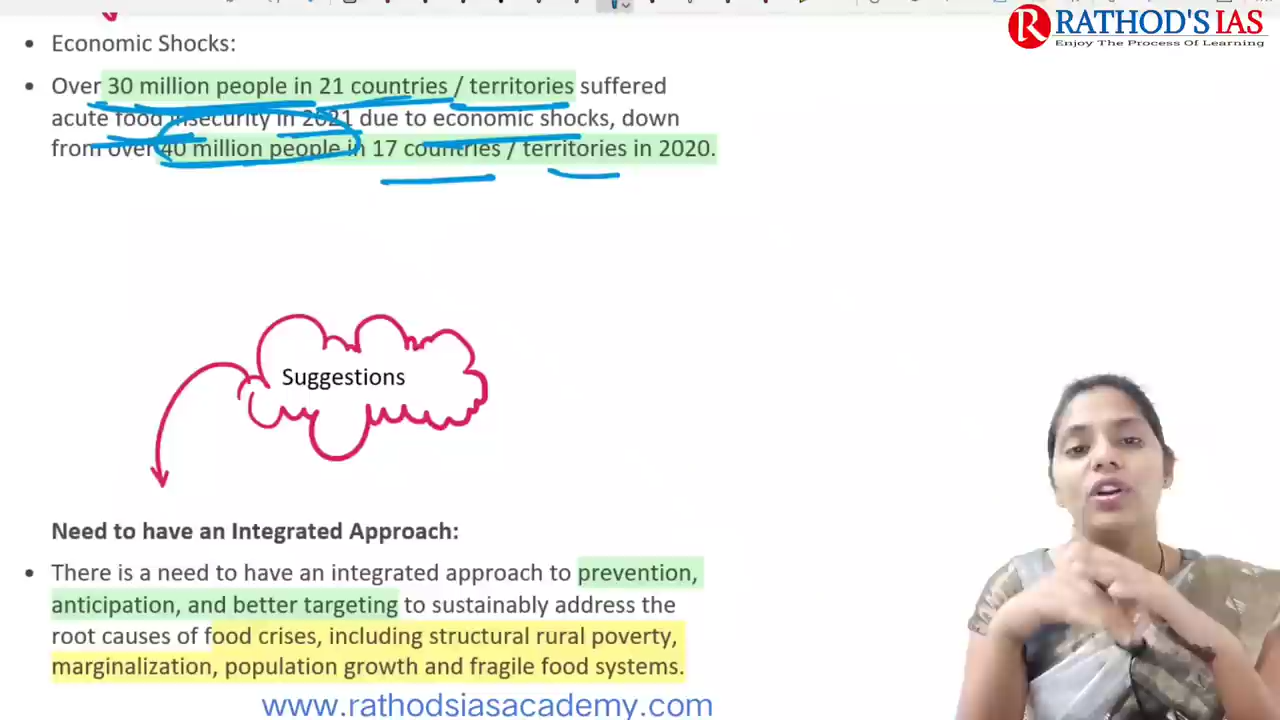 RATHOD'S IAS
Enjoy The Process Of Learning
• Economic Shocks:
• Over 30 million people in 21 countries / territories suffered
acute food insecurity in 2021 due to economic shocks, down
from over 40 million people in 17 countries / territories in 2020.
Suggestions
Need to have an Integrated Approach:
• There is a need to have an integrated approach to prevention,
anticipation, and better targeting to sustainably address the
root causes of food crises, including structural rural poverty,
marginalization, population growth and fragile food systems.
www.rathodsiasacademy.com